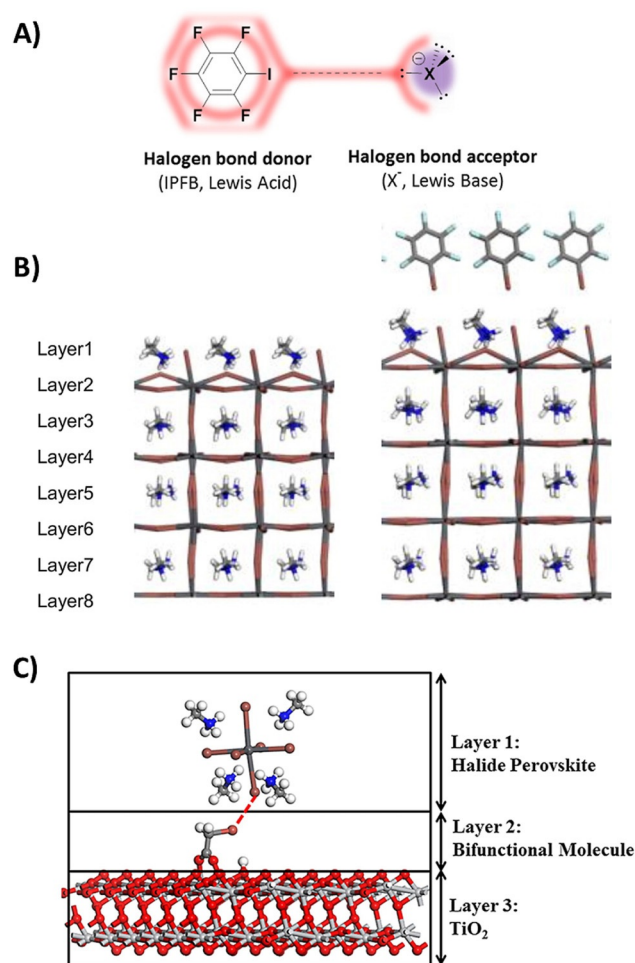 A)
F
F
F
F
F
I
⊖
X
Halogen bond donor
(IPFB, Lewis Acid)
Halogen bond acceptor
(X⁻, Lewis Base)
B)
Layer1
Layer2
Layer3
Layer4
Layer5
Layer6
Layer7
Layer8
C)
Layer 1:
Halide Perovskite
Layer 2:
Bifunctional Molecule
Layer 3:
TiO₂